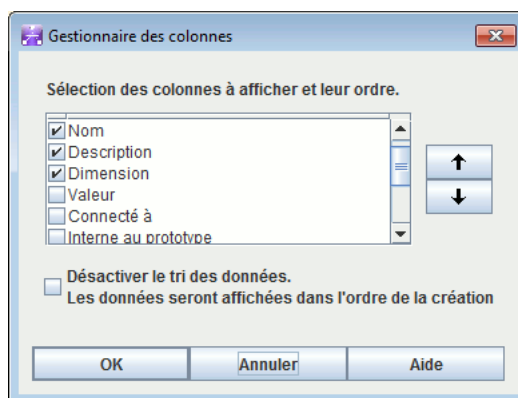 Gestionnaire des colonnes
Sélection des colonnes à afficher et leur ordre.
Nom
Description
Dimension
Valeur
Connecté à
Interne au prototype
Désactiver le tri des données.
Les données seront affichées dans l'ordre de la création
OK
Annuler
Aide